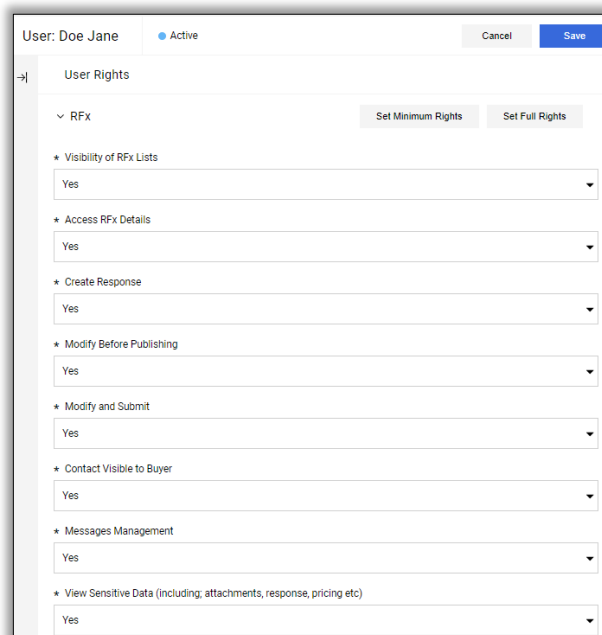 User: Doe Jane
Active
Cancel
Save
User Rights
RFx
Set Minimum Rights
Set Full Rights
* Visibility of RFx Lists
Yes
* Access RFx Details
Yes
* Create Response
Yes
* Modify Before Publishing
Yes
* Modify and Submit
Yes
* Contact Visible to Buyer
Yes
* Messages Management
Yes
* View Sensitive Data (including; attachments, response, pricing etc)
Yes